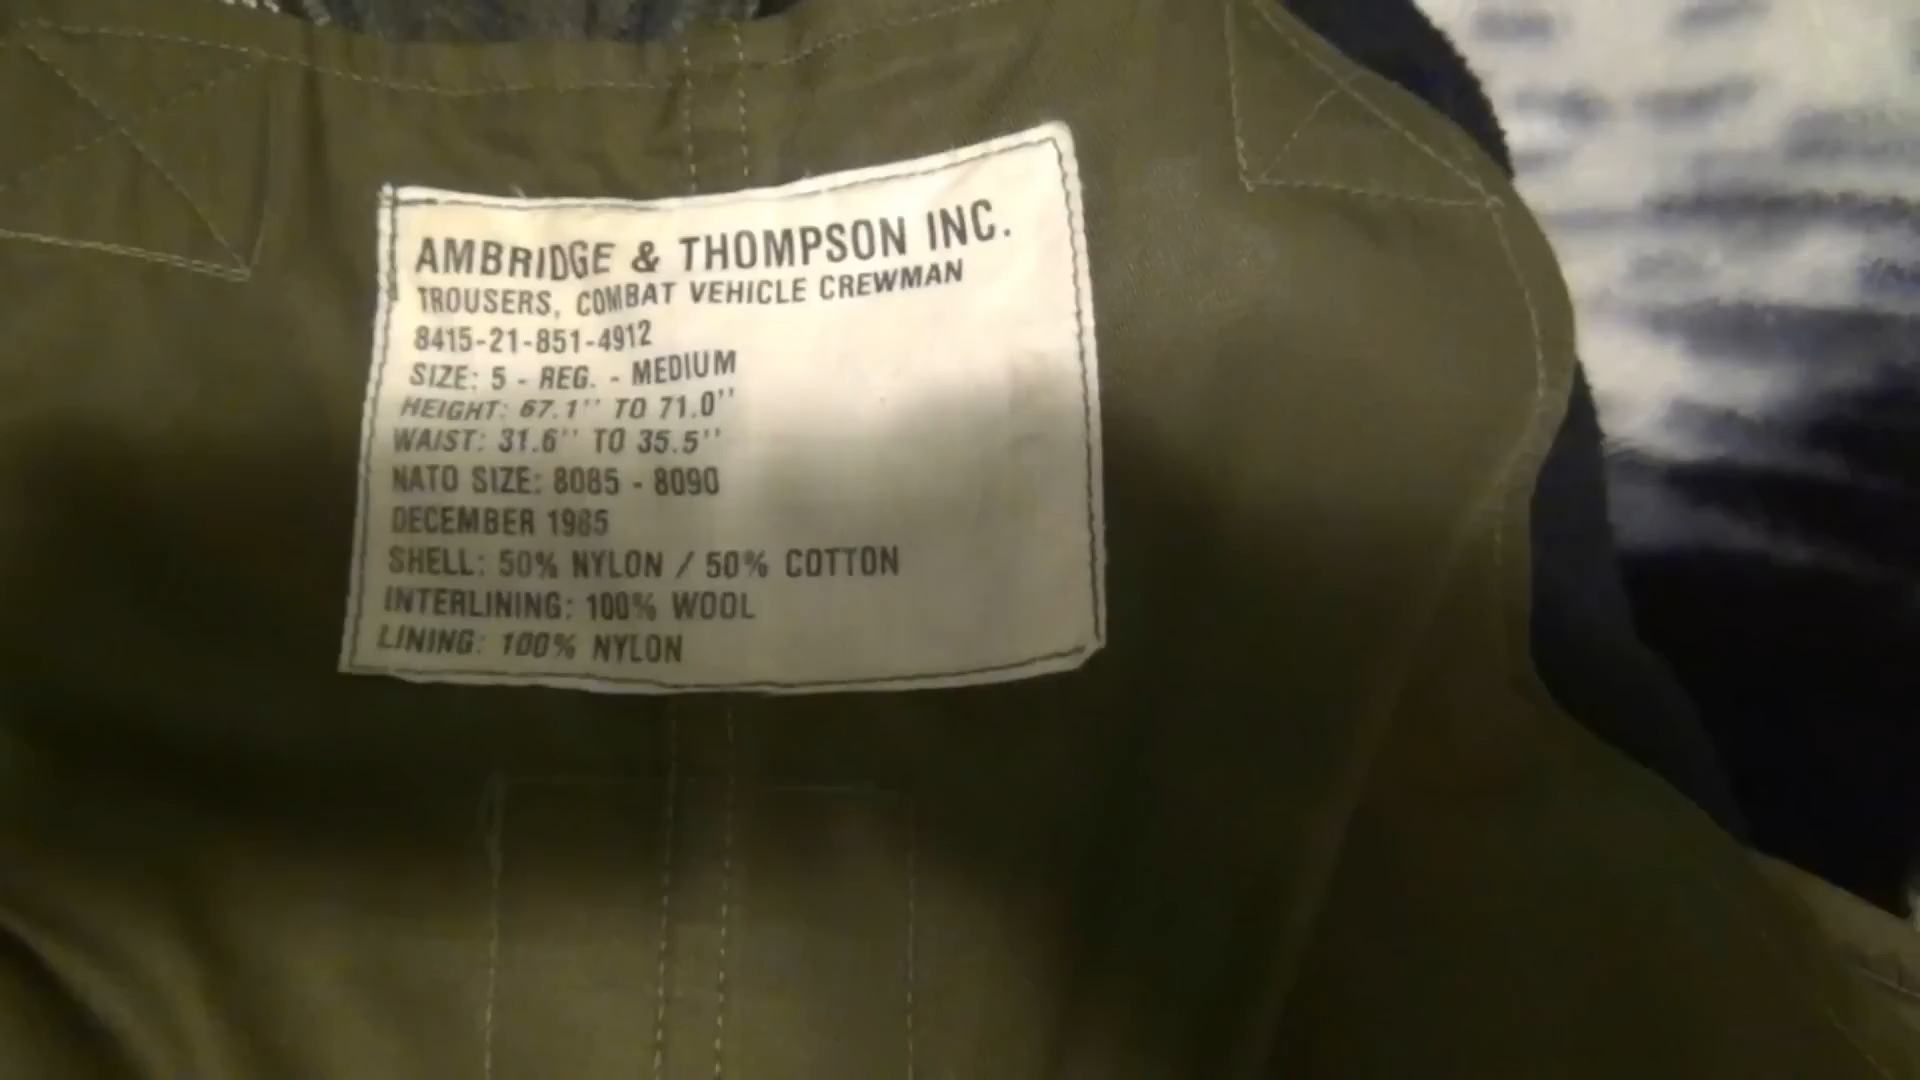 AMBRIDGE & THOMPSON INC.
TROUSERS, COMBAT VEHICLE CREWMAN
8415-21-851-4912
SIZE: 5 - REG. - MEDIUM
HEIGHT: 67.1'' TO 71.0''
WAIST: 31.6'' TO 35.5''
NATO SIZE: 8085 - 8090
DECEMBER 1985
SHELL: 50% NYLON / 50% COTTON
INTERLINING: 100% WOOL
LINING: 100% NYLON